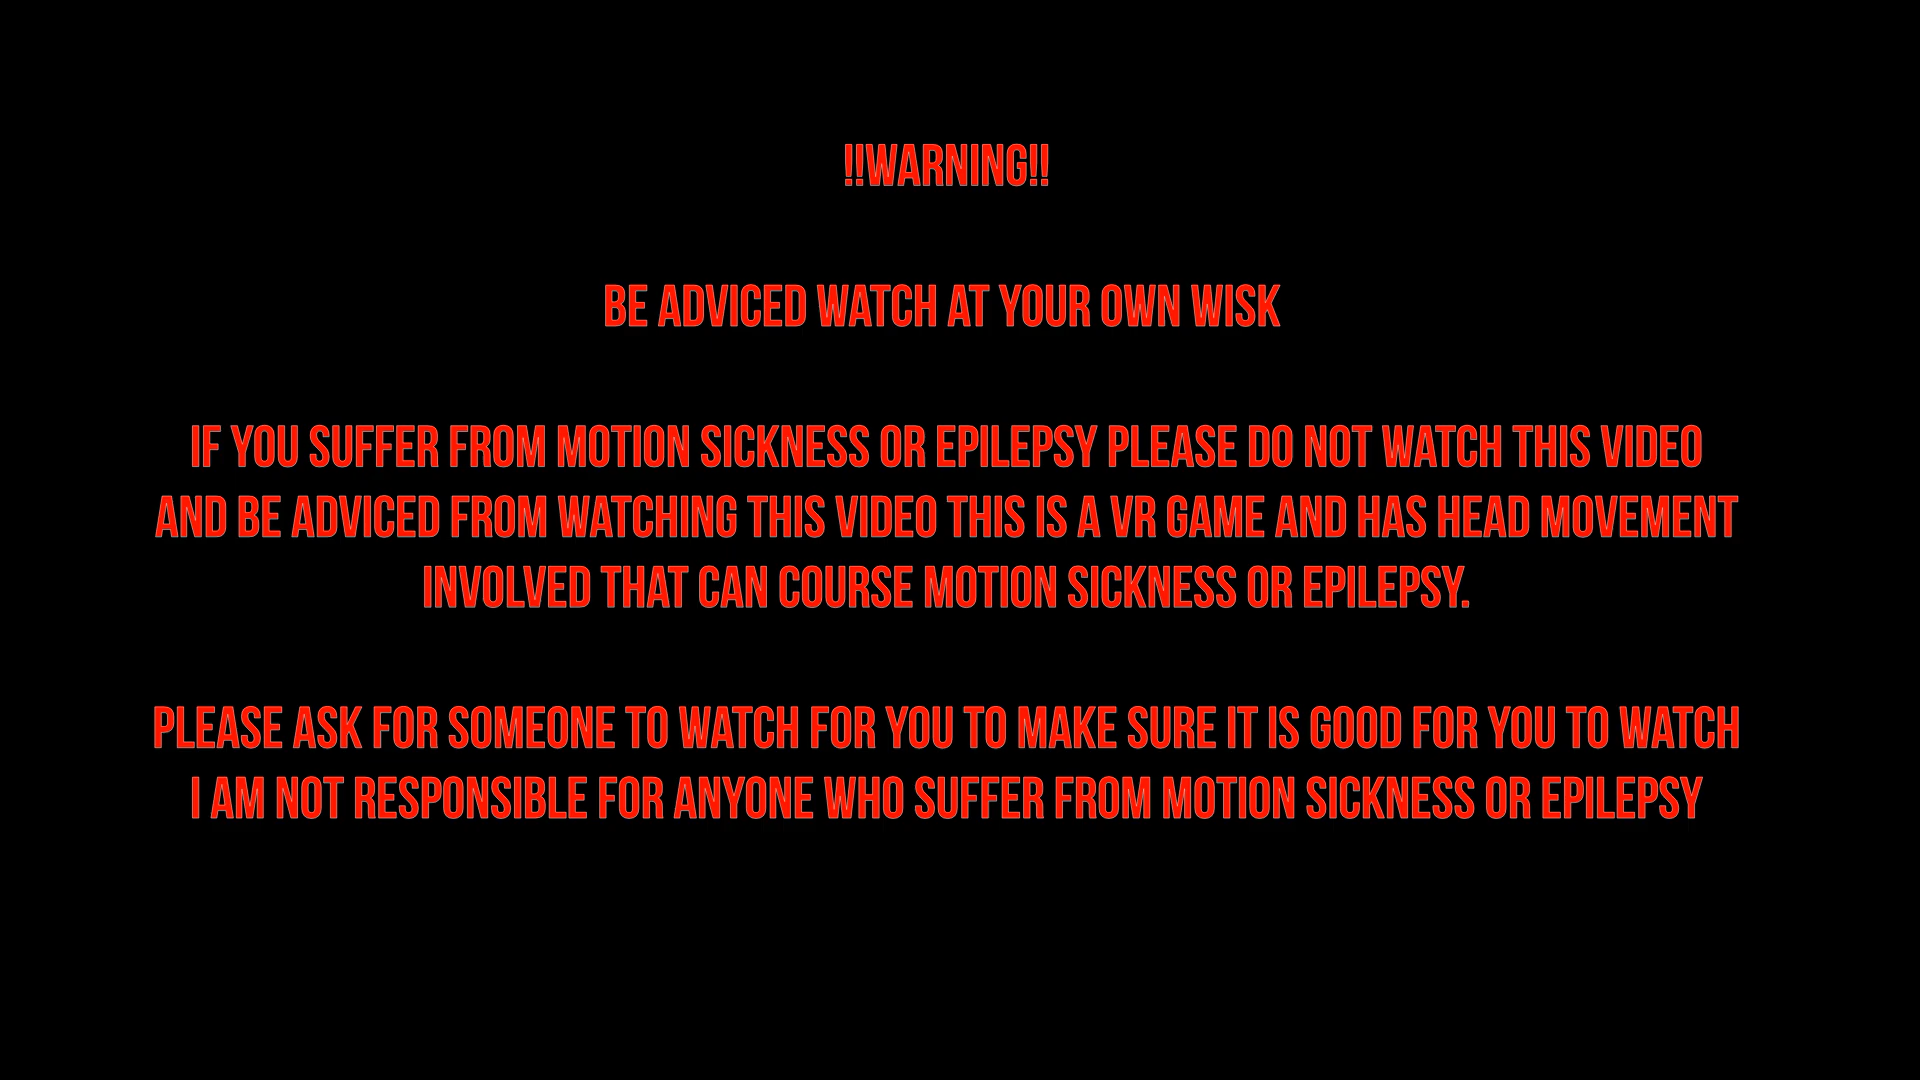 !!WARNING!!
BE ADVICED WATCH AT YOUR OWN WISK
IF YOU SUFFER FROM MOTION SICKNESS OR EPILEPSY PLEASE DO NOT WATCH THIS VIDEO
AND BE ADVICED FROM WATCHING THIS VIDEO THIS IS A VR GAME AND HAS HEAD MOVEMENT
INVOLVED THAT CAN COURSE MOTION SICKNESS OR EPILEPSY.
PLEASE ASK FOR SOMEONE TO WATCH FOR YOU TO MAKE SURE IT IS GOOD FOR YOU TO WATCH
I AM NOT RESPONSIBLE FOR ANYONE WHO SUFFER FROM MOTION SICKNESS OR EPILEPSY